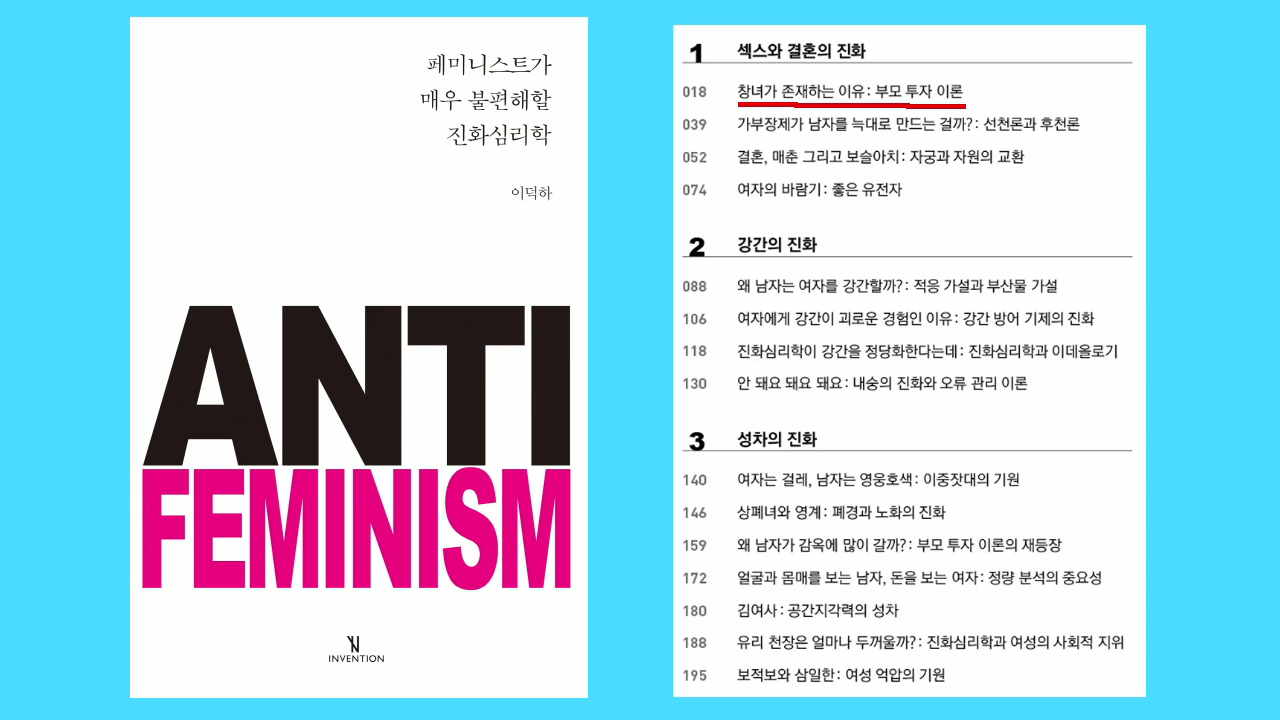 페미니스트가
매우 불편해할
진화심리학
이덕하
ANTI
FEMINISM
INVENTION
1 섹스와 결혼의 진화
018 창녀가 존재하는 이유: 부모 투자 이론
039 가부장제가 남자를 늑대로 만드는 걸까?: 선천론과 후천론
052 결혼, 매춘 그리고 보슬아치: 자궁과 자원의 교환
074 여자의 바람기: 좋은 유전자
2 강간의 진화
088 왜 남자는 여자를 강간할까?: 적응 가설과 부산물 가설
106 여자에게 강간이 괴로운 경험인 이유: 강간 방어 기제의 진화
118 진화심리학이 강간을 정당화한다는데: 진화심리학과 이데올로기
130 안 돼요 돼요 돼요: 내숭의 진화와 오류 관리 이론
3 성차의 진화
140 여자는 걸레, 남자는 영웅호색: 이중잣대의 기원
146 상폐녀와 영계: 폐경과 노화의 진화
159 왜 남자가 감옥에 많이 갈까?: 부모 투자 이론의 재등장
172 얼굴과 몸매를 보는 남자, 돈을 보는 여자: 정량 분석의 중요성
180 김여사: 공간지각력의 성차
188 유리 천장은 얼마나 두꺼울까?: 진화심리학과 여성의 사회적 지위
195 보적보와 삼일한: 여성 억압의 기원